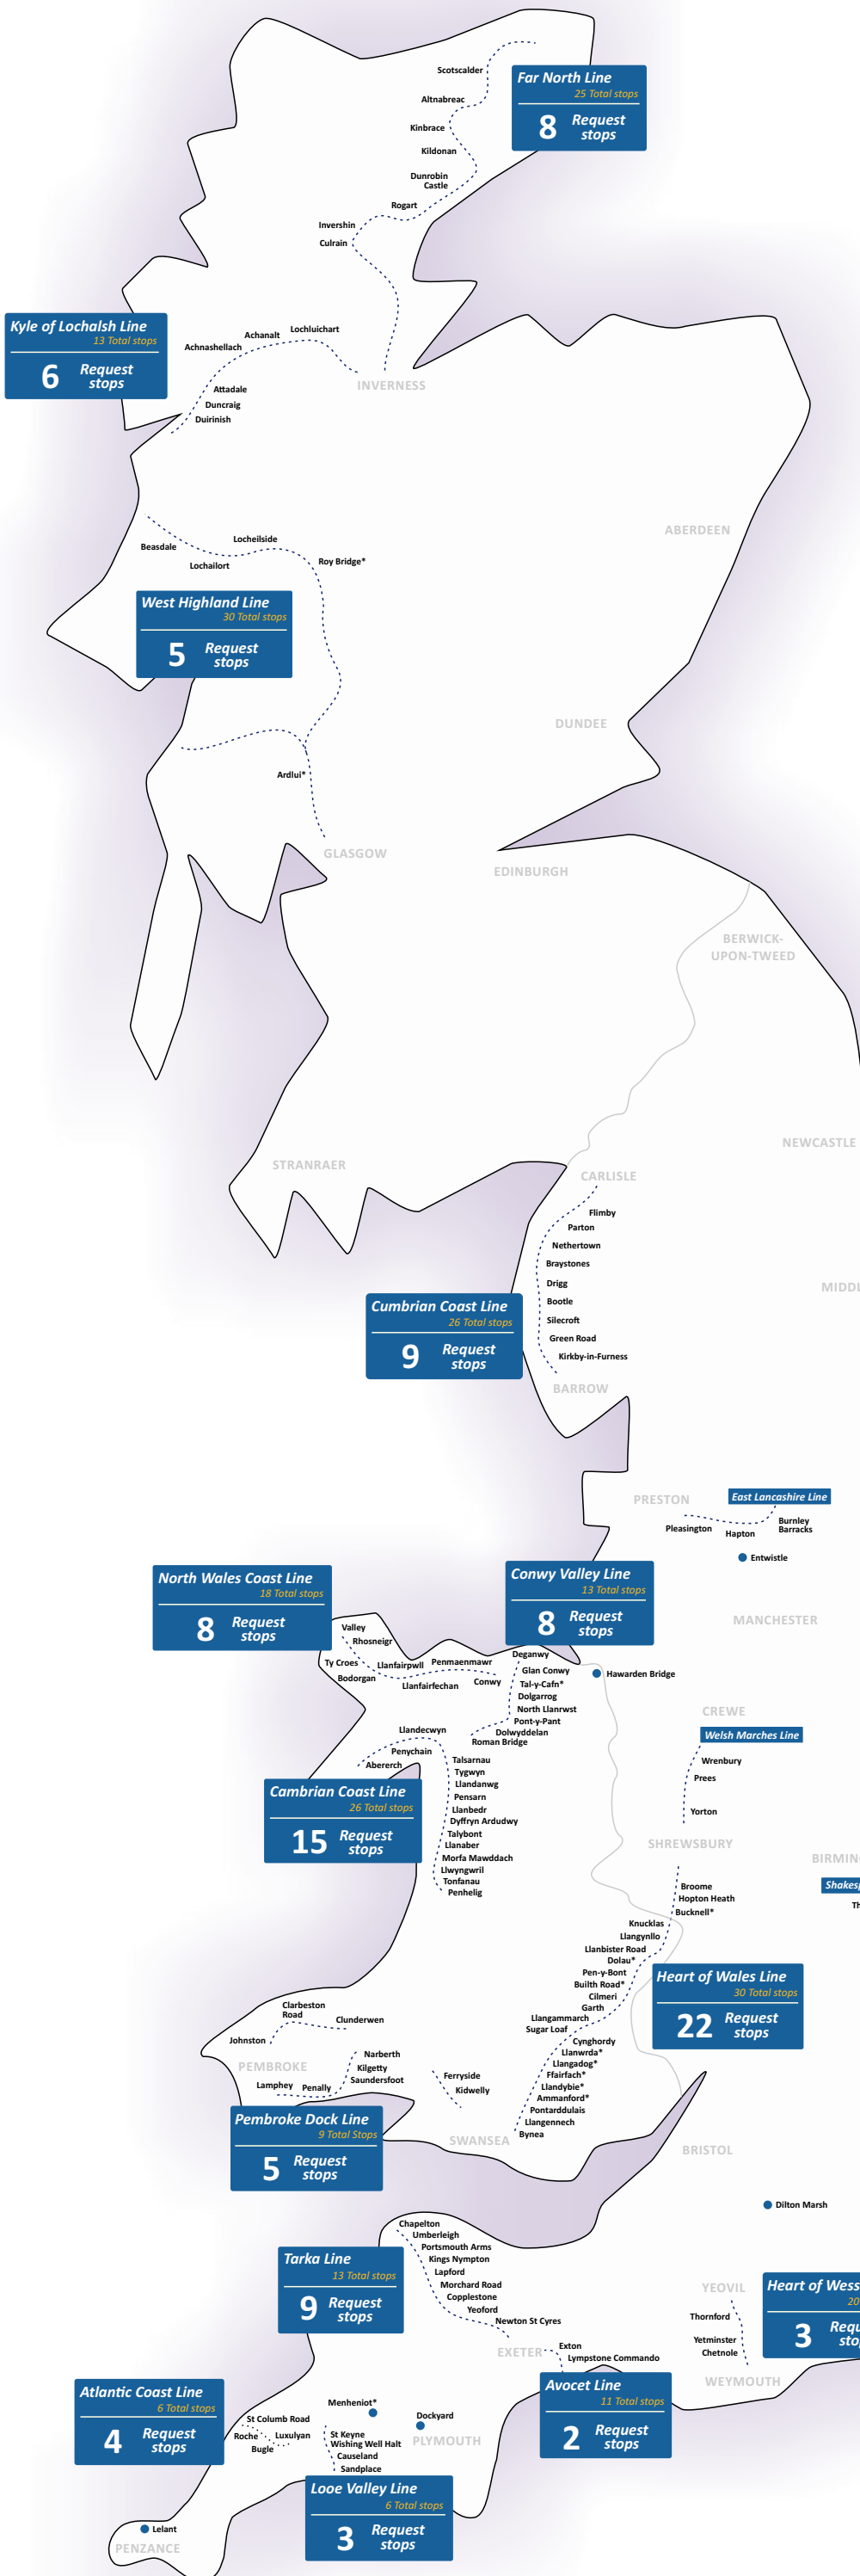 Scotscalder
Altnabreac
Kinbrace
Kildonan
Dunrobin
Castle
Rogart
Invershin
Culrain
Far North Line
25 Total stops
8 Request
stops
Kyle of Lochalsh Line
13 Total stops
6 Request
stops
Lochluichart
Achanalt
Achnashellach
Attadale
Duncraig
Duirinish
INVERNESS
ABERDEEN
Beasdale
Locheilside
Lochailort
Roy Bridge*
West Highland Line
30 Total stops
5 Request
stops
DUNDEE
Ardlui*
GLASGOW
EDINBURGH
BERWICK-
UPON-TWEED
NEWCASTLE
STRANRAER
CARLISLE
Flimby
Parton
Nethertown
Braystones
Drigg
Bootle
Silecroft
Green Road
Kirkby-in-Furness
MIDDL
Cumbrian Coast Line
26 Total stops
9 Request
stops
BARROW
PRESTON
East Lancashire Line
Pleasington
Hapton
Burnley
Barracks
Entwistle
MANCHESTER
North Wales Coast Line
18 Total stops
8 Request
stops
Conwy Valley Line
13 Total stops
8 Request
stops
Valley
Rhosneigr
Ty Croes
Bodorgan
Llanfairpwll
Llanfairfechan
Penmaenmawr
Conwy
Deganwy
Glan Conwy
Tal-y-Cafn*
Dolgarrog
North Llanrwst
Pont-y-Pant
Dolwyddelan
Roman Bridge
Hawarden Bridge
CREWE
Welsh Marches Line
Wrenbury
Prees
Yorton
SHREWSBURY
BIRMIN
Shakesp
Th
Llandecwyn
Penychain
Abererch
Talsarnau
Tygwyn
Llandanwg
Pensarn
Llanbedr
Dyffryn Ardudwy
Talybont
Llanaber
Morfa Mawddach
Llwyngwril
Tonfanau
Penhelig
Cambrian Coast Line
26 Total stops
15 Request
stops
Broome
Hopton Heath
Bucknell*
Knucklas
Llangynllo
Llanbister Road
Dolau*
Pen-y-Bont
Builth Road*
Cilmeri
Garth
Llangammarch
Sugar Loaf
Cynghordy
Llanwrda*
Llangadog*
Ffairfach*
Llandybie*
Ammanford*
Pontarddulais
Llangennech
Bynea
Heart of Wales Line
30 Total stops
22 Request
stops
Clarbeston
Road
Clunderwen
Johnston
PEMBROKE
Narberth
Kilgetty
Saundersfoot
Lamphey
Penally
Ferryside
Kidwelly
Pembroke Dock Line
9 Total Stops
5 Request
stops
SWANSEA
BRISTOL
Dilton Marsh
Chapelton
Umberleigh
Portsmouth Arms
Kings Nympton
Lapford
Morchard Road
Copplestone
Yeoford
Newton St Cyres
Tarka Line
13 Total stops
9 Request
stops
YEOVIL
Thornford
Yetminster
Chetnole
WEYMOUTH
Heart of Wess
20
3 Requ
sto
EXETER
Exton
Lympstone Commando
Avocet Line
11 Total stops
2 Request
stops
Atlantic Coast Line
6 Total stops
4 Request
stops
St Columb Road
Roche
Luxulyan
Bugle
Menheniot*
Dockyard
PLYMOUTH
St Keyne
Wishing Well Halt
Causeland
Sandplace
Looe Valley Line
6 Total stops
3 Request
stops
Lelant
PENZANCE